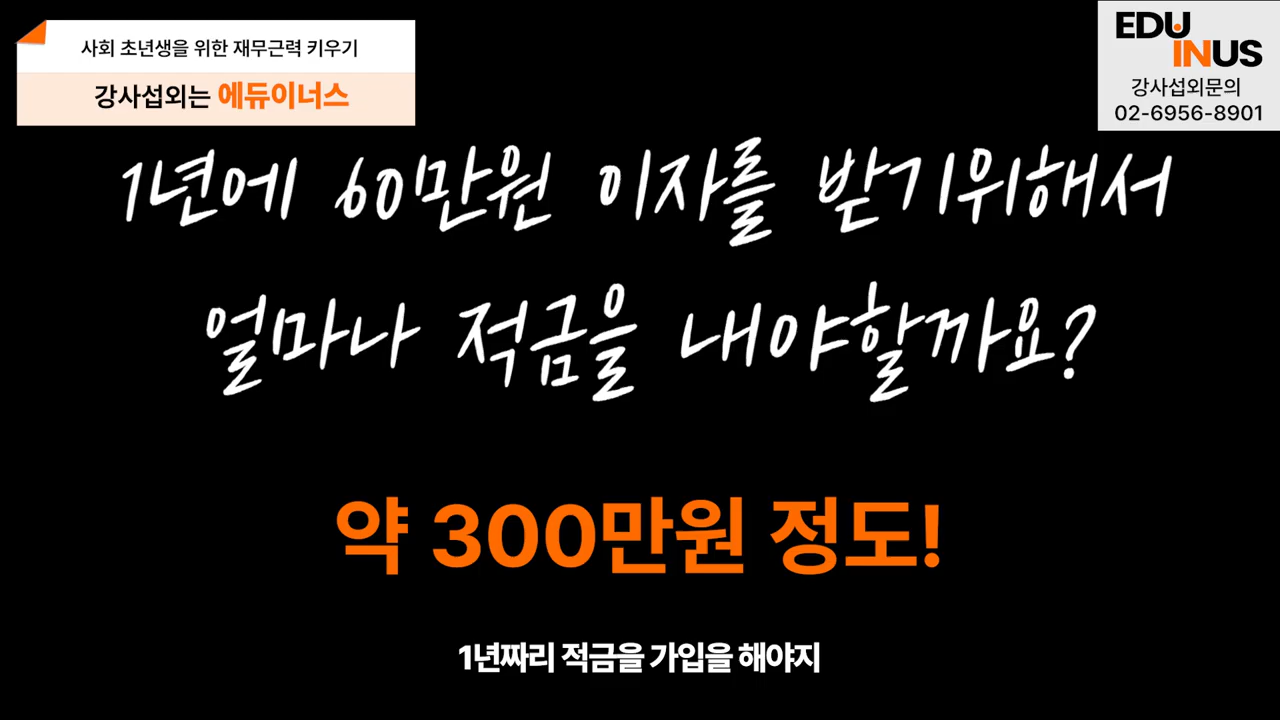 사회 초년생을 위한 재무근력 키우기
강사섭외는 에듀이너스
EDU
INUS
강사섭외문의
02-6956-8901
1년에 60만원 이자를 받기위해서
얼마나 적금을 내야할까요?
약 300만원 정도!
1년짜리 적금을 가입을 해야지